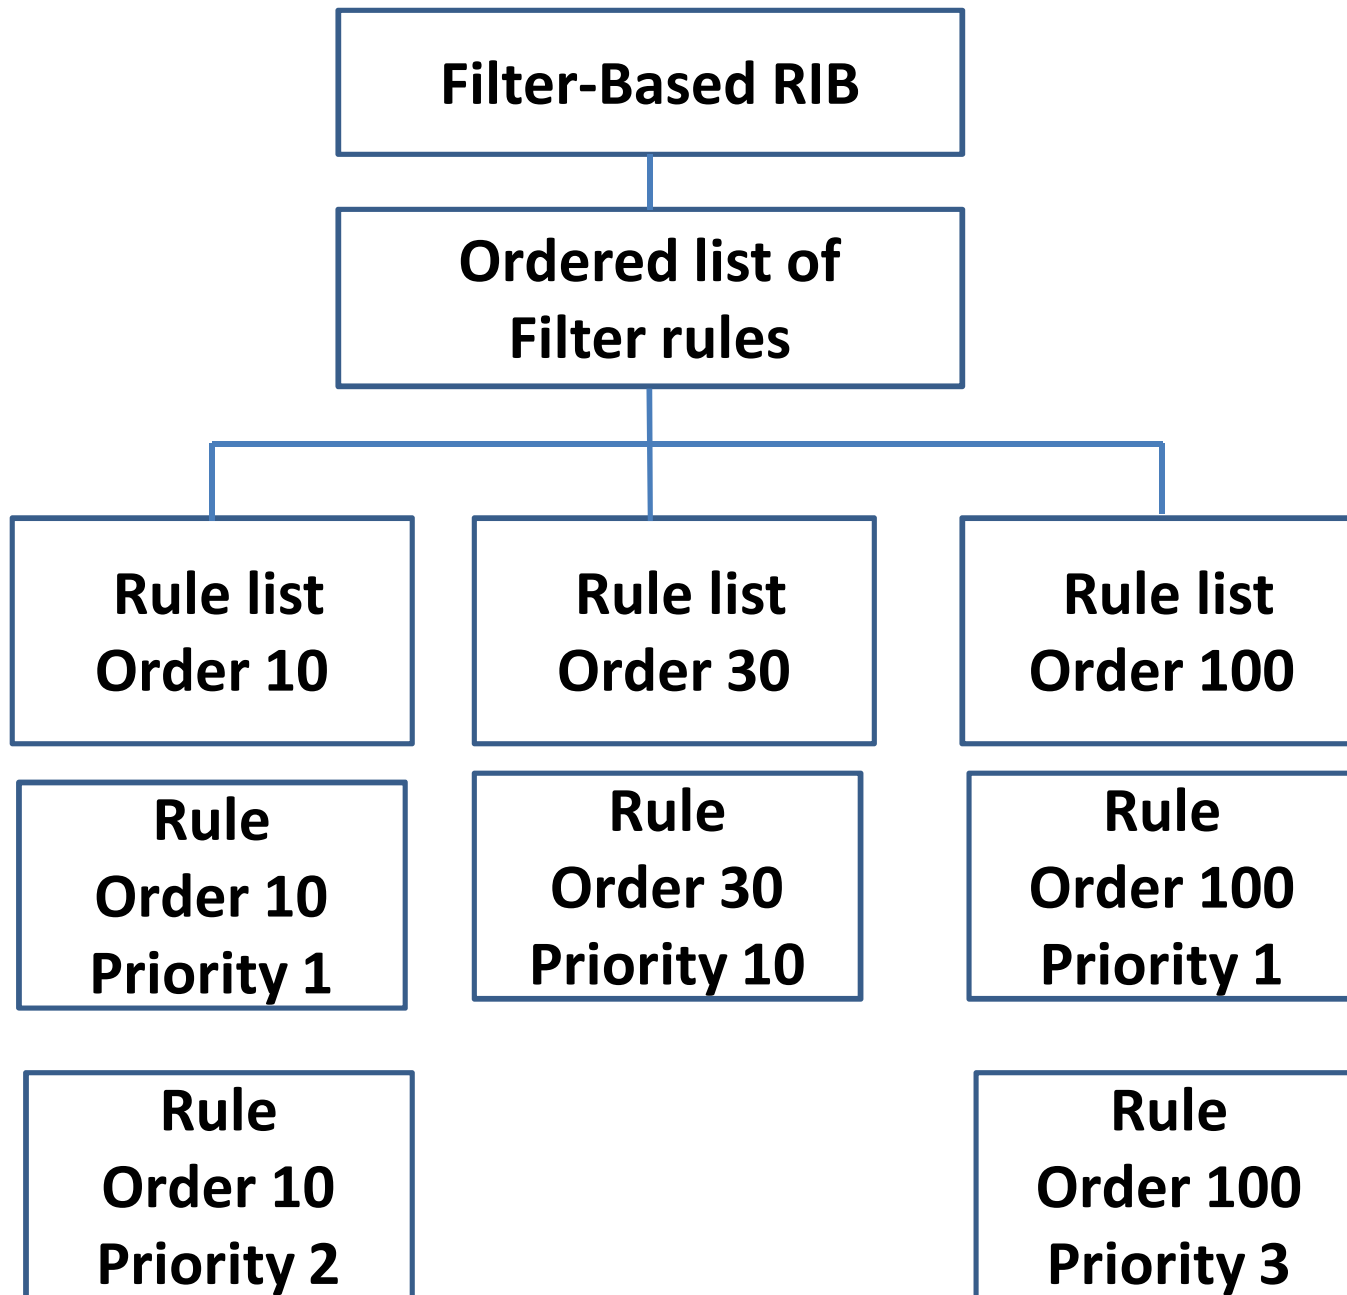 Filter-Based RIB
Ordered list of
Filter rules
Rule list
Order 10
Rule list
Order 30
Rule list
Order 100
Rule
Order 10
Priority 1
Rule
Order 30
Priority 10
Rule
Order 100
Priority 1
Rule
Order 10
Priority 2
Rule
Order 100
Priority 3